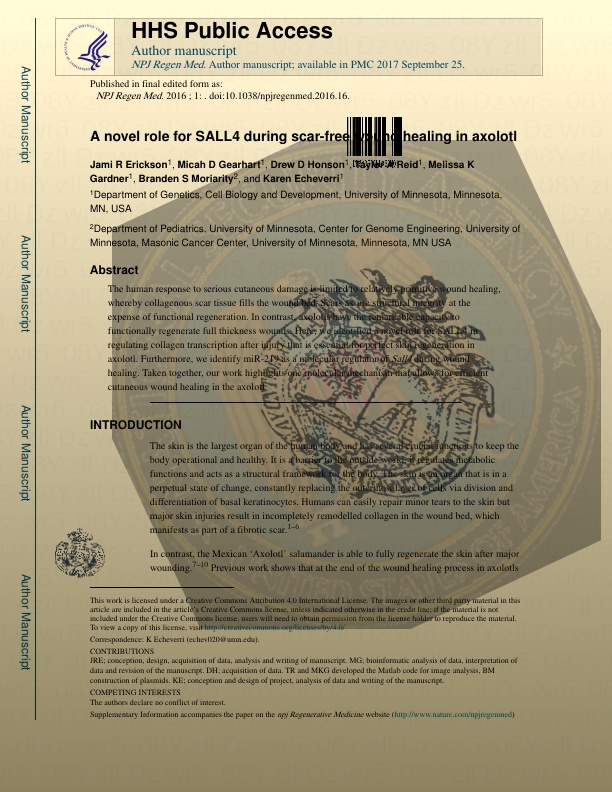 HHS Public Access
Author manuscript
NPJ Regen Med. Author manuscript; available in PMC 2017 September 25.
Published in final edited form as:
NPJ Regen Med. 2016 ; 1: . doi:10.1038/npjregenmed.2016.16.
A novel role for SALL4 during scar-free wound healing in axolotl
Jami R Erickson1, Micah D Gearhart1, Drew D Honson1, Taylor A Reid1, Melissa K
Gardner1, Branden S Moriarity2, and Karen Echeverri1
1Department of Genetics, Cell Biology and Development, University of Minnesota, Minnesota,
MN, USA
2Department of Pediatrics, University of Minnesota, Center for Genome Engineering, University of
Minnesota, Masonic Cancer Center, University of Minnesota, Minnesota, MN USA
Abstract
The human response to serious cutaneous damage is limited to relatively primitive wound healing,
whereby collagenous scar tissue fills the wound bed. Scars assure structural integrity at the
expense of functional regeneration. In contrast, axolotls have the remarkable capacity to
functionally regenerate full thickness wounds. Here, we identified a novel role for SALL4 in
regulating collagen transcription after injury that is essential for perfect skin regeneration in
axolotl. Furthermore, we identify miR-219 as a molecular regulator of Sall4 during wound
healing. Taken together, our work highlights one molecular mechanism that allows for efficient
cutaneous wound healing in the axolotl.
INTRODUCTION
The skin is the largest organ of the human body and has several crucial functions to keep the
body operational and healthy. It is a barrier to the outside world, it regulates metabolic
functions and acts as a structural framework for the body. The skin is an organ that is in a
perpetual state of change, constantly replacing the outermost layer of cells via division and
differentiation of basal keratinocytes. Humans can easily repair minor tears to the skin but
major skin injuries result in incompletely remodelled collagen in the wound bed, which
manifests as part of a fibrotic scar.1–6
In contrast, the Mexican ‘Axolotl’ salamander is able to fully regenerate the skin after major
wounding.7–10 Previous work shows that at the end of the wound healing process in axolotls
This work is licensed under a Creative Commons Attribution 4.0 International License. The images or other third party material in this
article are included in the article's Creative Commons license, unless indicated otherwise in the credit line; if the material is not
included under the Creative Commons license, users will need to obtain permission from the license holder to reproduce the material.
To view a copy of this license, visit http://creativecommons.org/licenses/by/4.0/
Correspondence: K Echeverri (echev020@umn.edu).
CONTRIBUTIONS
JRE; conception, design, acquisition of data, analysis and writing of manuscript. MG; bioinformatic analysis of data, interpretation of
data and revision of the manuscript. DH; acquisition of data. TR and MKG developed the Matlab code for image analysis, BM
construction of plasmids. KE; conception and design of project, analysis of data and writing of the manuscript.
COMPETING INTERESTS
The authors declare no conflict of interest.
Supplementary Information accompanies the paper on the npj Regenerative Medicine website (http://www.nature.com/npjregenmed)
Author Manuscript
Author Manuscript
Author Manuscript
Author Manuscript